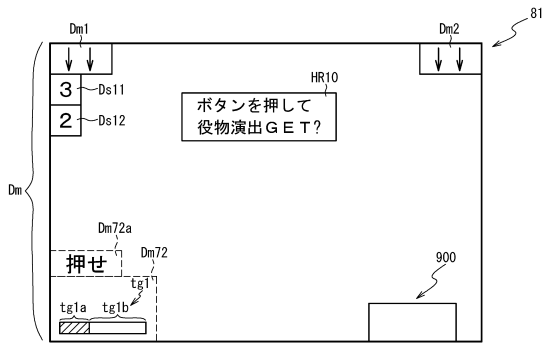 81
Dm1
Dm2
HR10
3 Ds11
2 Ds12
ボタンを押して
役物演出GET?
Dm
Dm72a
押せ
Dm72
tg1
tg1a tg1b
900